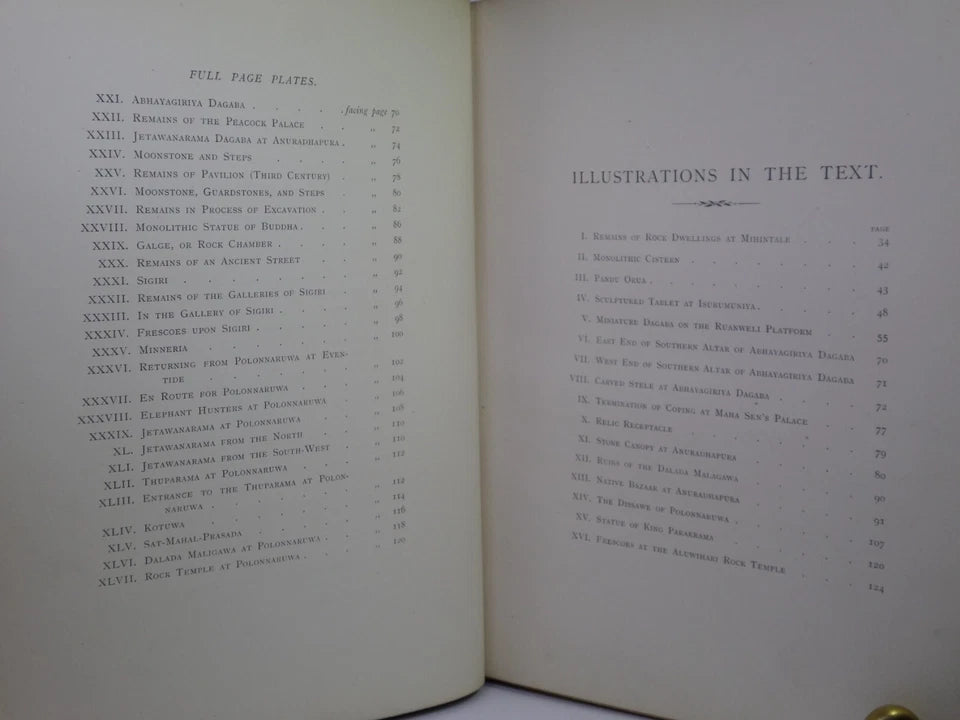 FULL PAGE PLATES.
XXI. Abhayagiriya Dagaba . . . . . facing page 70
XXII. Remains of the Peacock Palace . . „ 72
XXIII. Jetawanarama Dagaba at Anuradhapura . „ 74
XXIV. Moonstone and Steps . . . . „ 76
XXV. Remains of Pavilion (Third Century) . „ 78
XXVI. Moonstone, Guardstones, and Steps . . „ 80
XXVII. Remains in Process of Excavation . . „ 82
XXVIII. Monolithic Statue of Buddha . . . „ 86
XXIX. Galge, or Rock Chamber . . . . „ 88
XXX. Remains of an Ancient Street . . „ 90
XXXI. Sigiri . . . . . . . „ 92
XXXII. Remains of the Galleries of Sigiri . „ 94
XXXIII. In the Gallery of Sigiri . . . . „ 96
XXXIV. Frescoes upon Sigiri . . . . . „ 98
XXXV. Minneria . . . . . . „ 100
XXXVI. Returning from Polonnaruwa at Even-
tide . . . . . . „ 102
XXXVII. En Route for Polonnaruwa . . . „ 104
XXXVIII. Elephant Hunters at Polonnaruwa . „ 106
XXXIX. Jetawanarama at Polonnaruwa . . „ 108
XL. Jetawanarama from the North . . „ 110
XLI. Jetawanarama from the South-West . „ 110
XLII. Thuparama at Polonnaruwa . . . „ 112
XLIII. Entrance to the Thuparama at Polon-
naruwa . . . . . . „ 112
XLIV. Kotuwa . . . . . . „ 114
XLV. Sat-Mahal-Prasada . . . . „ 116
XLVI. Dalada Maligawa at Polonnaruwa . . „ 118
XLVII. Rock Temple at Polonnaruwa . . . „ 120
ILLUSTRATIONS IN THE TEXT.
PAGE
I. Remains of Rock Dwellings at Mihintale . . . 34
II. Monolithic Cistern . . . . . . 42
III. Pandu Orua . . . . . . . 43
IV. Sculptured Tablet at Isurumuniya . . . . 48
V. Miniature Dagaba on the Ruanweli Platform . . 55
VI. East End of Southern Altar of Abhayagiriya Dagaba 70
VII. West End of Southern Altar of Abhayagiriya Dagaba 71
VIII. Carved Stele at Abhayagiriya Dagaba . . . 72
IX. Termination of Coping at Maha Sen's Palace . . 77
X. Relic Receptacle . . . . . . 79
XI. Stone Canopy at Anuradhapura . . . . 80
XII. Ruins of the Dalada Malagawa . . . . 90
XIII. Native Bazaar at Anuradhapura . . . . 91
XIV. The Dissawe of Polonnaruwa . . . . . 107
XV. Statue of King Parakrama . . . . . 120
XVI. Frescoes at the Aluwihari Rock Temple . . . 124